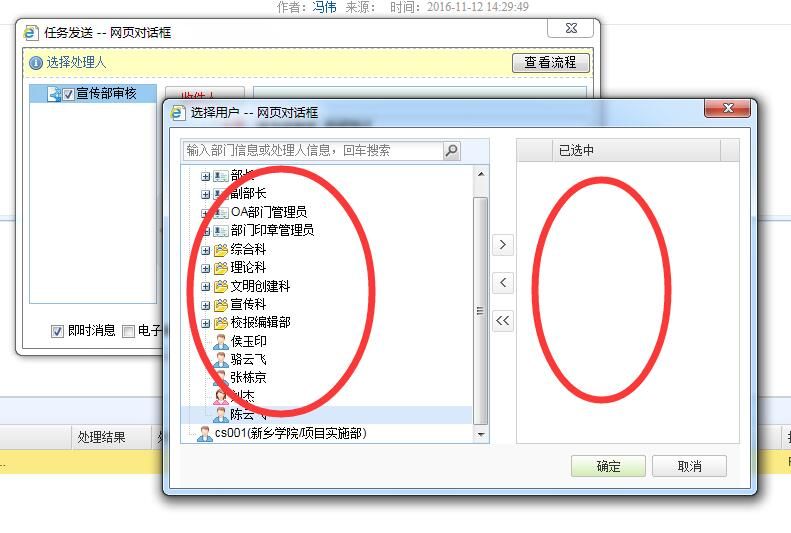 作者：冯伟 来源： 时间：2016-11-12 14:29:49
任务发送 -- 网页对话框
选择处理人
查看流程
宣传部审核
收件人
选择用户 -- 网页对话框
输入部门信息或处理人信息，回车搜索
已选中
部长
副部长
OA部门管理员
部门印章管理员
综合科
理论科
文明创建科
宣传科
校报编辑部
侯玉印
骆云飞
张栋京
刘杰
陈云飞
cs001(新乡学院/项目实施部)
即时消息 电子
处理结果
确定 取消